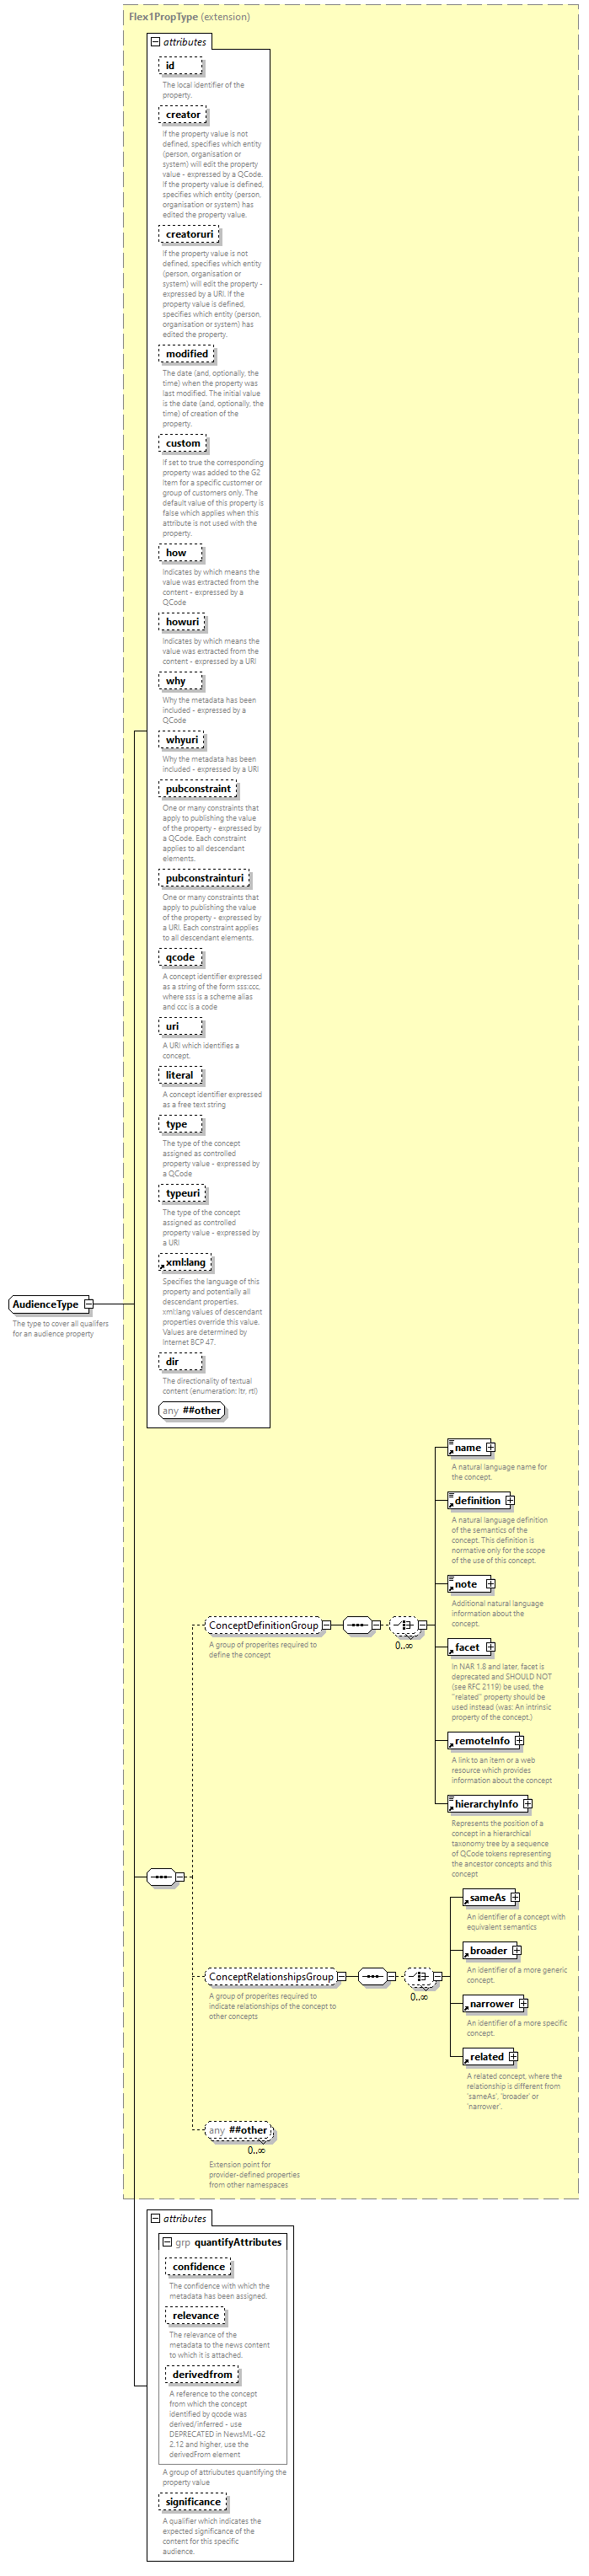 Flex1PropType (extension)
attributes
id
The local identifier of the
property.
creator
If the property value is not
defined, specifies which entity
(person, organisation or
system) will edit the property
value - expressed by a QCode.
If the property value is defined,
specifies which entity (person,
organisation or system) has
edited the property value.
creatoruri
If the property value is not
defined, specifies which entity
(person, organisation or
system) will edit the property -
expressed by a URI. If the
property value is defined,
specifies which entity (person,
organisation or system) has
edited the property.
modified
The date (and, optionally, the
time) when the property was
last modified. The initial value
is the date (and, optionally, the
time) of creation of the
property.
custom
If set to true the corresponding
property was added to the G2
Item for a specific customer or
group of customers only. The
default value of this property is
false which applies when this
attribute is not used with the
property.
how
Indicates by which means the
value was extracted from the
content - expressed by a
QCode
howuri
Indicates by which means the
value was extracted from the
content - expressed by a URI
why
Why the metadata has been
included - expressed by a
QCode
whyuri
Why the metadata has been
included - expressed by a URI
pubconstraint
One or many constraints that
apply to publishing the value
of the property - expressed by
a QCode. Each constraint
applies to all descendant
elements.
pubconstrainturi
One or many constraints that
apply to publishing the value
of the property - expressed by
a URI. Each constraint applies
to all descendant elements.
qcode
A concept identifier expressed
as a string of the form sss:ccc,
where sss is a scheme alias
and ccc is a code
uri
A URI which identifies a
concept.
literal
A concept identifier expressed
as a free text string
type
The type of the concept
assigned as controlled
property value - expressed by
a QCode
typeuri
The type of the concept
assigned as controlled
property value - expressed by
a URI
xml:lang
Specifies the language of this
property and potentially all
descendant properties.
xml:lang values of descendant
properties override this value.
Values are determined by
Internet BCP 47.
dir
The directionality of textual
content (enumeration: ltr, rtl)
any ##other
AudienceType
The type to cover all qualifers
for an audience property
ConceptDefinitionGroup
0..∞
A group of properites required to
define the concept
name
A natural language name for
the concept.
definition
A natural language definition
of the semantics of the
concept. This definition is
normative only for the scope
of the use of this concept.
note
Additional natural language
information about the
concept.
facet
In NAR 1.8 and later, facet is
deprecated and SHOULD NOT
(see RFC 2119) be used, the
"related" property should be
used instead (was: An intrinsic
property of the concept.)
remoteInfo
A link to an item or a web
resource which provides
information about the concept
hierarchyInfo
Represents the position of a
concept in a hierarchical
taxonomy tree by a sequence
of QCode tokens representing
the ancestor concepts and this
concept
ConceptRelationshipsGroup
0..∞
A group of properites required to
indicate relationships of the concept to
other concepts
sameAs
An identifier of a concept with
equivalent semantics
broader
An identifier of a more generic
concept.
narrower
An identifier of a more specific
concept.
related
A related concept, where the
relationship is different from
'sameAs', 'broader' or
'narrower'.
any ##other
0..∞
Extension point for
provider-defined properties
from other namespaces
attributes
grp quantifyAttributes
confidence
The confidence with which the
metadata has been assigned.
relevance
The relevance of the
metadata to the news content
to which it is attached.
derivedfrom
A reference to the concept
from which the concept
identified by qcode was
derived/inferred - use
DEPRECATED in NewsML-G2
2.12 and higher, use the
derivedFrom element
A group of attriubutes quantifying the
property value
significance
A qualifier which indicates the
expected significance of the
content for this specific
audience.